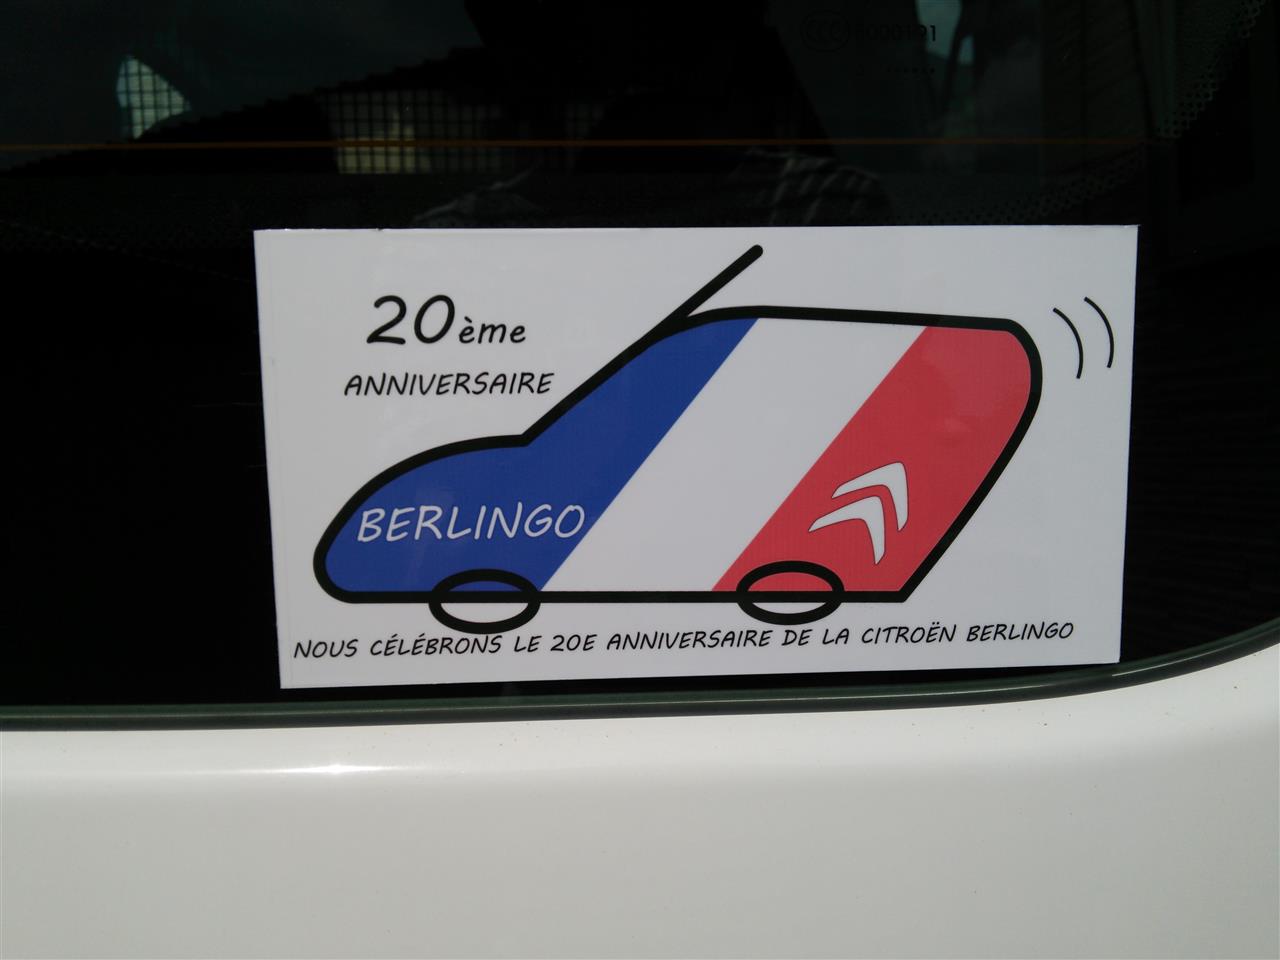 20ème
ANNIVERSAIRE
BERLINGO
NOUS CÉLÉBRONS LE 20E ANNIVERSAIRE DE LA CITROËN BERLINGO